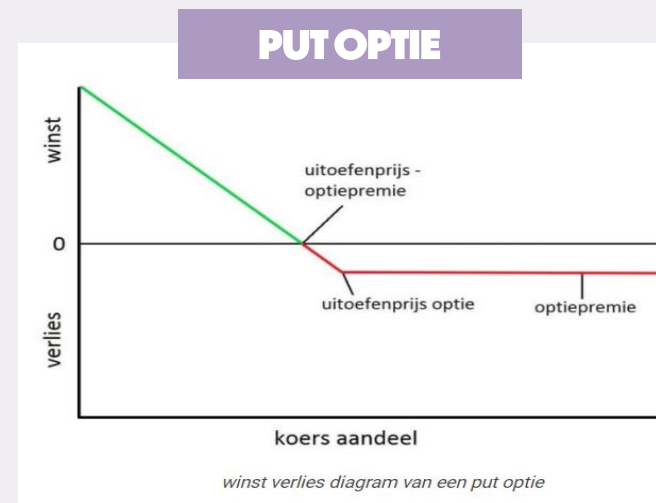 PUT OPTIE
winst
uitoefenprijs -
optiepremie
0
uitoefenprijs optie
optiepremie
verlies
koers aandeel
winst verlies diagram van een put optie